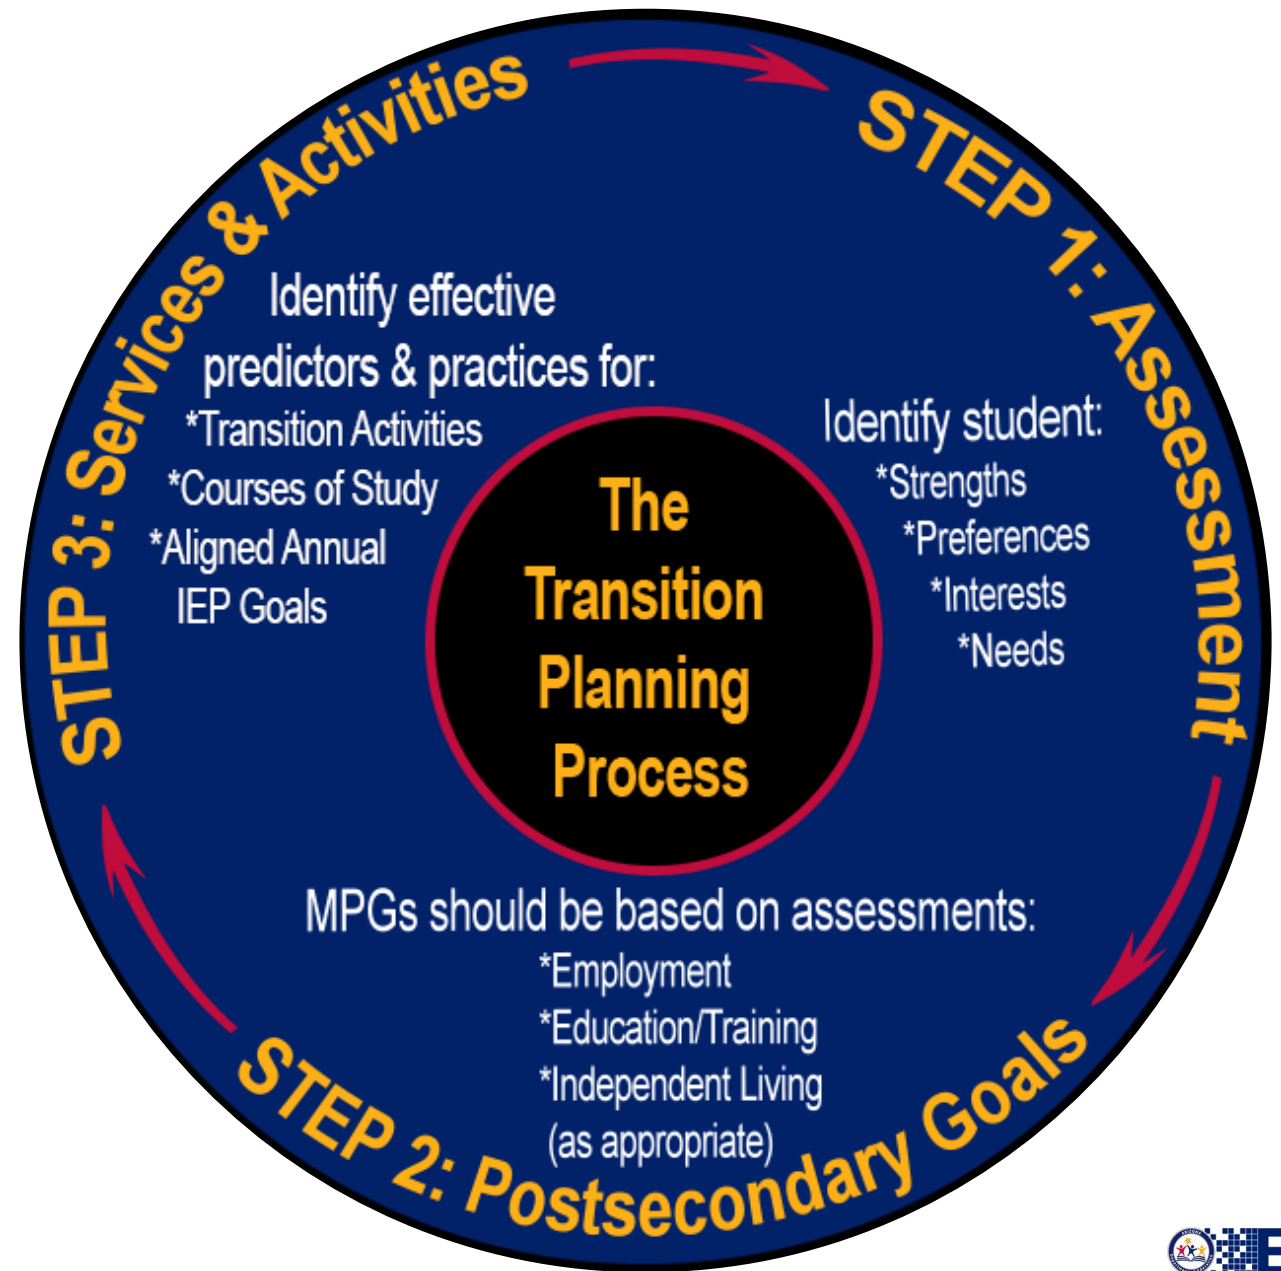 The
Transition
Planning
Process
STEP 1: Assessment
Identify student:
*Strengths
*Preferences
*Interests
*Needs
STEP 2: Postsecondary Goals
MPGs should be based on assessments:
*Employment
*Education/Training
*Independent Living
(as appropriate)
STEP 3: Services & Activities
Identify effective
predictors & practices for:
*Transition Activities
*Courses of Study
*Aligned Annual
IEP Goals
E